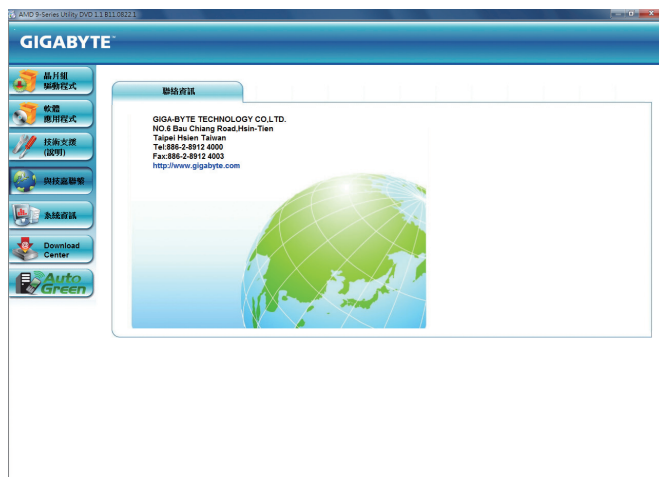 AMD 9-Series Utility DVD 1.1 B11.0822.1
GIGABYTE™
晶片組
驅動程式
軟體
應用程式
技術支援
(說明)
與技嘉聯繫
系統資訊
Download
Center
Auto
Green
聯絡資訊
GIGA-BYTE TECHNOLOGY CO,LTD.
NO.6 Bau Chiang Road,Hsin-Tien
Taipei Hsien Taiwan
Tel:886-2-8912 4000
Fax:886-2-8912 4003
http://www.gigabyte.com